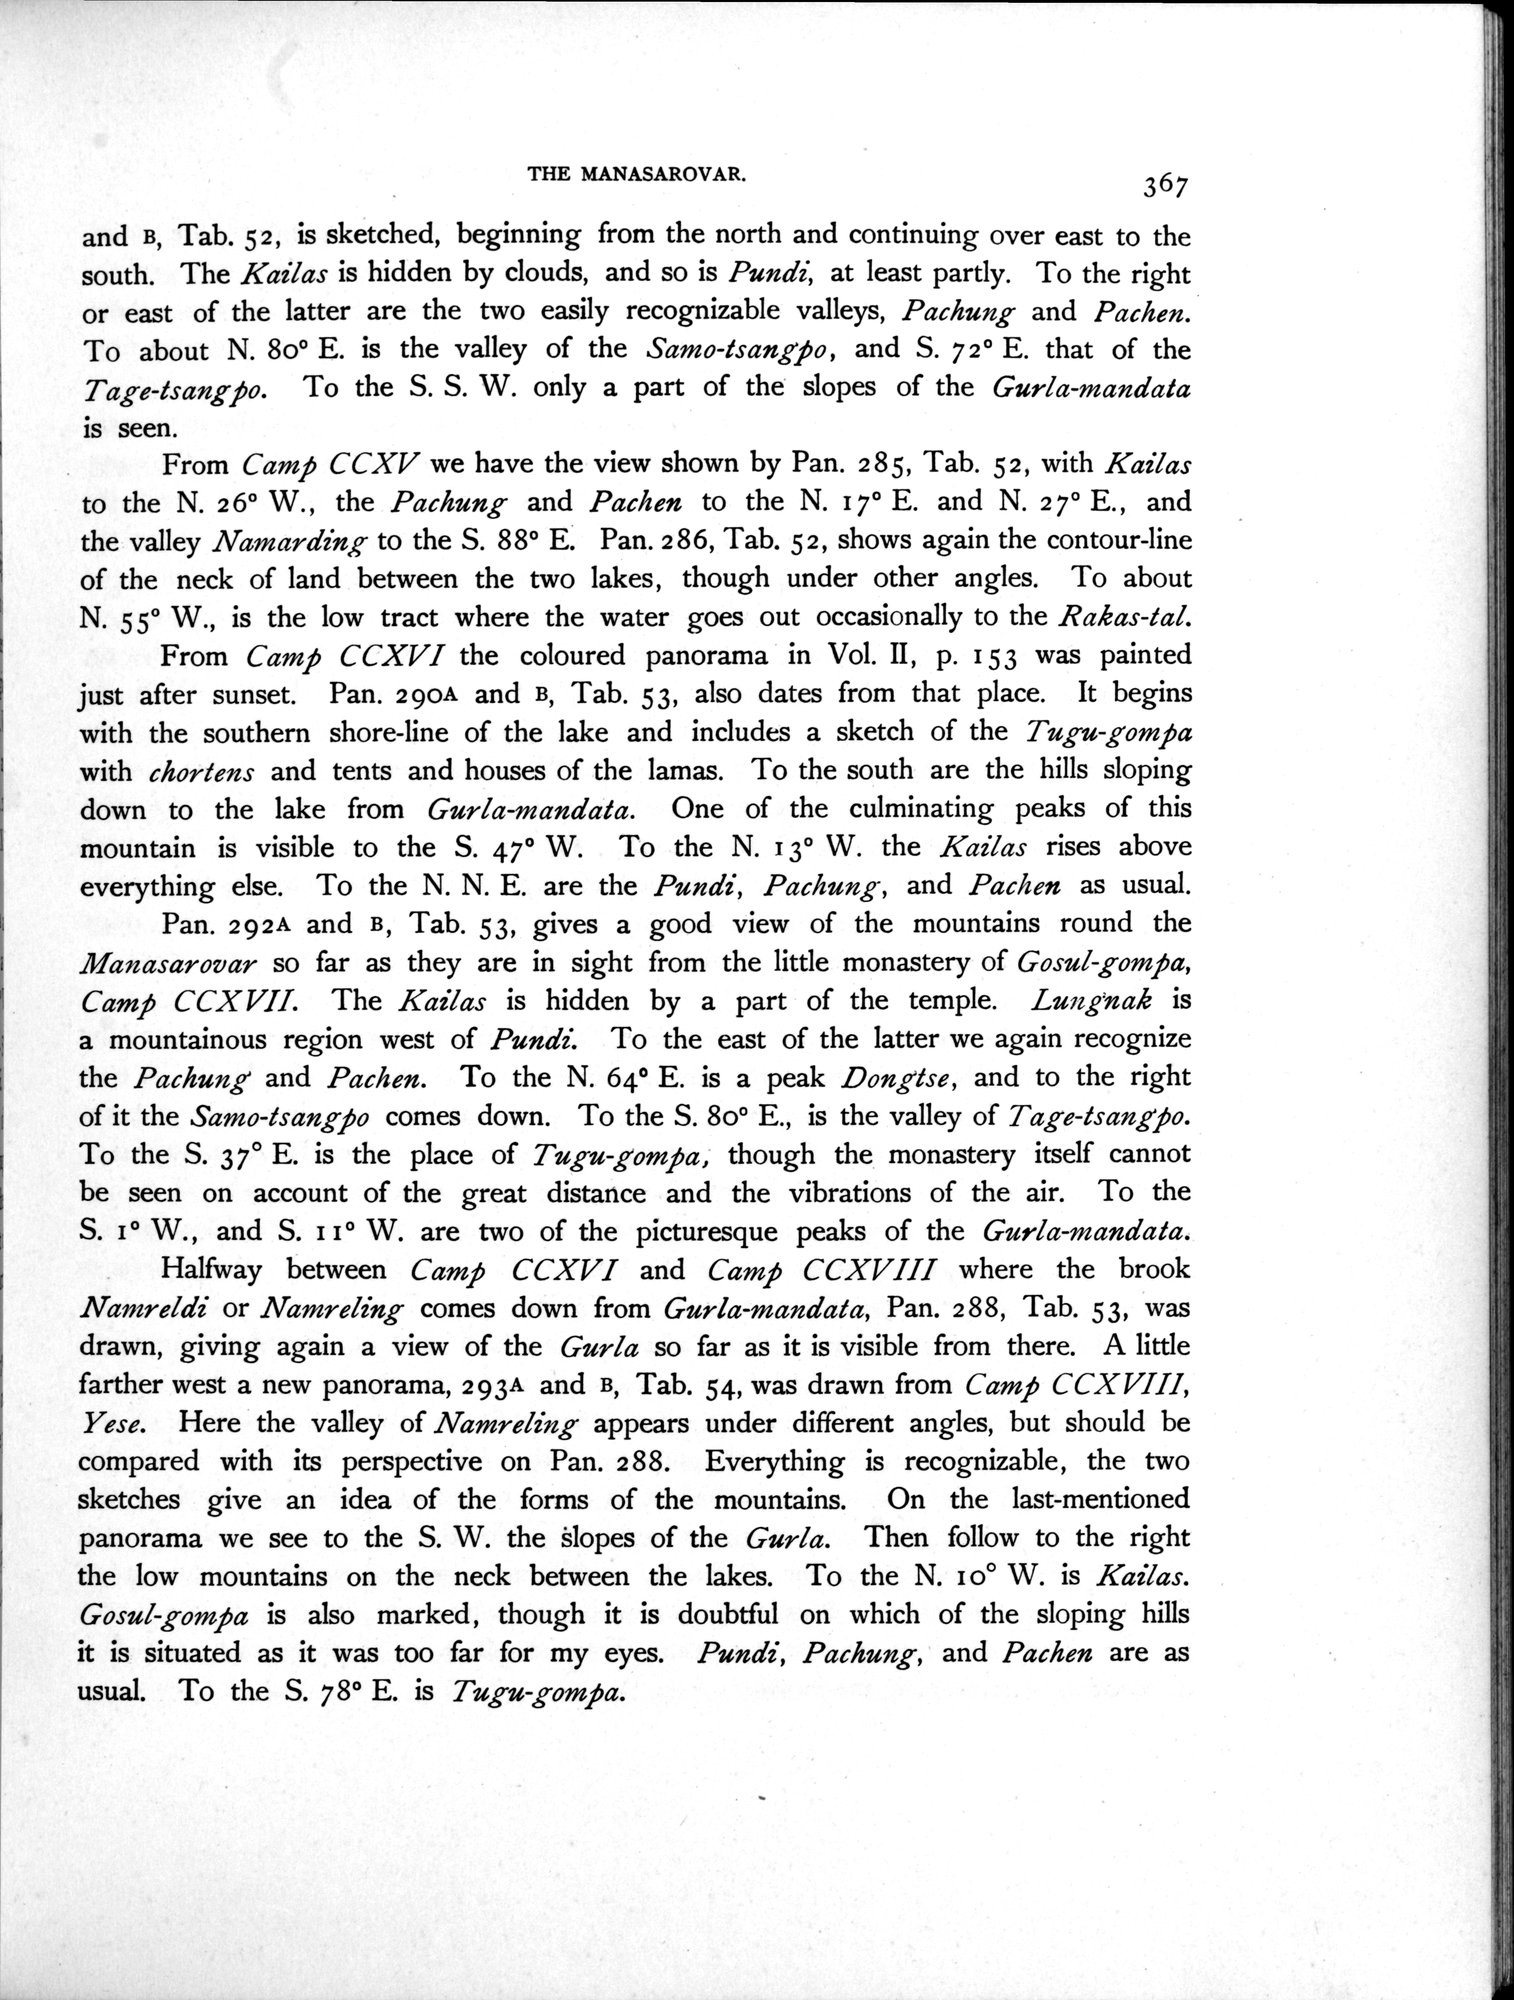 THE MANASAROVAR.
367
and B, Tab. 52, is sketched, beginning from the north and continuing over east to the
south. The Kailas is hidden by clouds, and so is Pundi, at least partly. To the right
or east of the latter are the two easily recognizable valleys, Pachung and Pachen.
To about N. 80° E. is the valley of the Samo-tsangpo, and S. 72° E. that of the
Tage-tsangpo. To the S. S. W. only a part of the slopes of the Gurla-mandata
is seen.
From Camp CCXV we have the view shown by Pan. 285, Tab. 52, with Kailas
to the N. 26° W., the Pachung and Pachen to the N. 17° E. and N. 27° E., and
the valley Namarding to the S. 88° E. Pan. 286, Tab. 52, shows again the contour-line
of the neck of land between the two lakes, though under other angles. To about
N. 55° W., is the low tract where the water goes out occasionally to the Rakas-tal.
From Camp CCXVI the coloured panorama in Vol. II, p. 153 was painted
just after sunset. Pan. 290A and B, Tab. 53, also dates from that place. It begins
with the southern shore-line of the lake and includes a sketch of the Tugu-gompa
with chortens and tents and houses of the lamas. To the south are the hills sloping
down to the lake from Gurla-mandata. One of the culminating peaks of this
mountain is visible to the S. 47° W. To the N. 13° W. the Kailas rises above
everything else. To the N. N. E. are the Pundi, Pachung, and Pachen as usual.
Pan. 292A and B, Tab. 53, gives a good view of the mountains round the
Manasarovar so far as they are in sight from the little monastery of Gosul-gompa,
Camp CCXVII. The Kailas is hidden by a part of the temple. Lungnak is
a mountainous region west of Pundi. To the east of the latter we again recognize
the Pachung and Pachen. To the N. 64° E. is a peak Dongtse, and to the right
of it the Samo-tsangpo comes down. To the S. 80° E., is the valley of Tage-tsangpo.
To the S. 37° E. is the place of Tugu-gompa, though the monastery itself cannot
be seen on account of the great distance and the vibrations of the air. To the
S. 1° W., and S. 11° W. are two of the picturesque peaks of the Gurla-mandata.
Halfway between Camp CCXVI and Camp CCXVIII where the brook
Namreldi or Namreling comes down from Gurla-mandata, Pan. 288, Tab. 53, was
drawn, giving again a view of the Gurla so far as it is visible from there. A little
farther west a new panorama, 293A and B, Tab. 54, was drawn from Camp CCXVIII,
Yese. Here the valley of Namreling appears under different angles, but should be
compared with its perspective on Pan. 288. Everything is recognizable, the two
sketches give an idea of the forms of the mountains. On the last-mentioned
panorama we see to the S. W. the slopes of the Gurla. Then follow to the right
the low mountains on the neck between the lakes. To the N. 10° W. is Kailas.
Gosul-gompa is also marked, though it is doubtful on which of the sloping hills
it is situated as it was too far for my eyes. Pundi, Pachung, and Pachen are as
usual. To the S. 78° E. is Tugu-gompa.